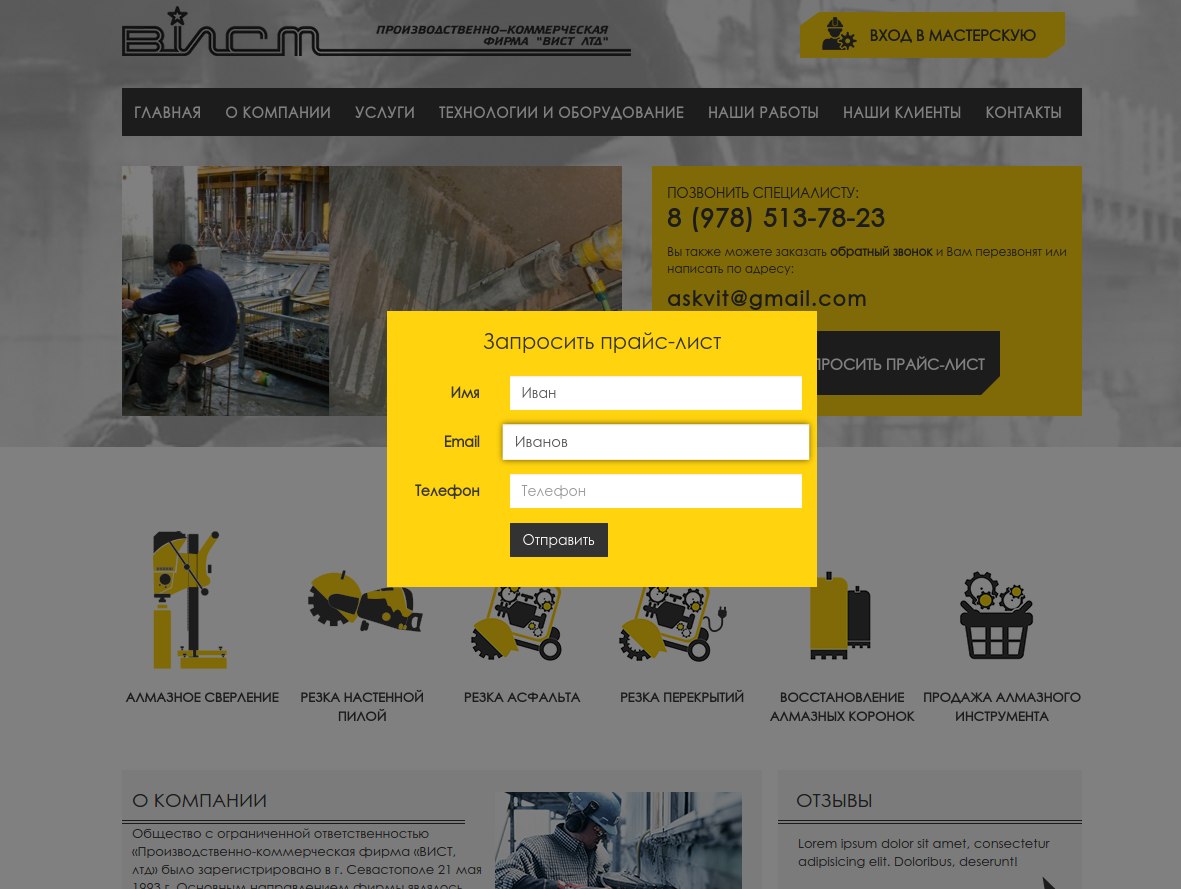 ВИСТ
ПРОИЗВОДСТВЕННО-КОММЕРЧЕСКАЯ
ФИРМА "ВИСТ ЛТД"
ВХОД В МАСТЕРСКУЮ
ГЛАВНАЯ О КОМПАНИИ УСЛУГИ ТЕХНОЛОГИИ И ОБОРУДОВАНИЕ НАШИ РАБОТЫ НАШИ КЛИЕНТЫ КОНТАКТЫ
ПОЗВОНИТЬ СПЕЦИАЛИСТУ:
8 (978) 513-78-23
Вы также можете заказать обратный звонок и Вам перезвонят или
написать по адресу:
askvit@gmail.com
ПРОСИТЬ ПРАЙС-ЛИСТ
Запросить прайс-лист
Имя Иван
Email Иванов
Телефон Телефон
Отправить
АЛМАЗНОЕ СВЕРЛЕНИЕ
РЕЗКА НАСТЕННОЙ
ПИЛОЙ
РЕЗКА АСФАЛЬТА
РЕЗКА ПЕРЕКРЫТИЙ
ВОССТАНОВЛЕНИЕ
АЛМАЗНЫХ КОРОНОК
ПРОДАЖА АЛМАЗНОГО
ИНСТРУМЕНТА
О КОМПАНИИ
Общество с ограниченной ответственностью
«Производственно-коммерческая фирма «ВИСТ,
лтд» было зарегистрировано в г. Севастополе 21 мая
1993 г. Основным направлением фирмы являлось
ОТЗЫВЫ
Lorem ipsum dolor sit amet, consectetur
adipisicing elit. Doloribus, deserunt!